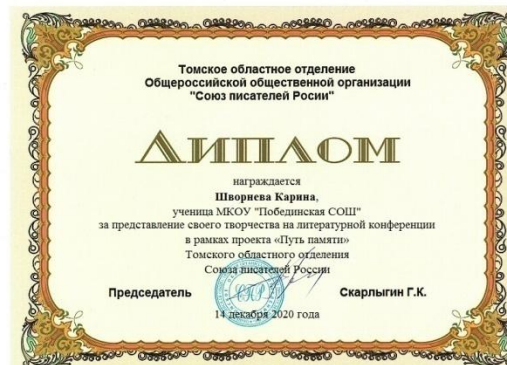 Томское областное отделение
Общероссийской общественной организации
"Союз писателей Росии"
ДИПЛОМ
награждается
Шворнева Карина,
ученица МКОУ "Побединская СОШ"
за представление своего творчества на литературной конференции
в рамках проекта «Путь памяти»
Томского областного отделения
Союза писателей России
Председатель Скарлыгин Г.К.
14 декабря 2020 года